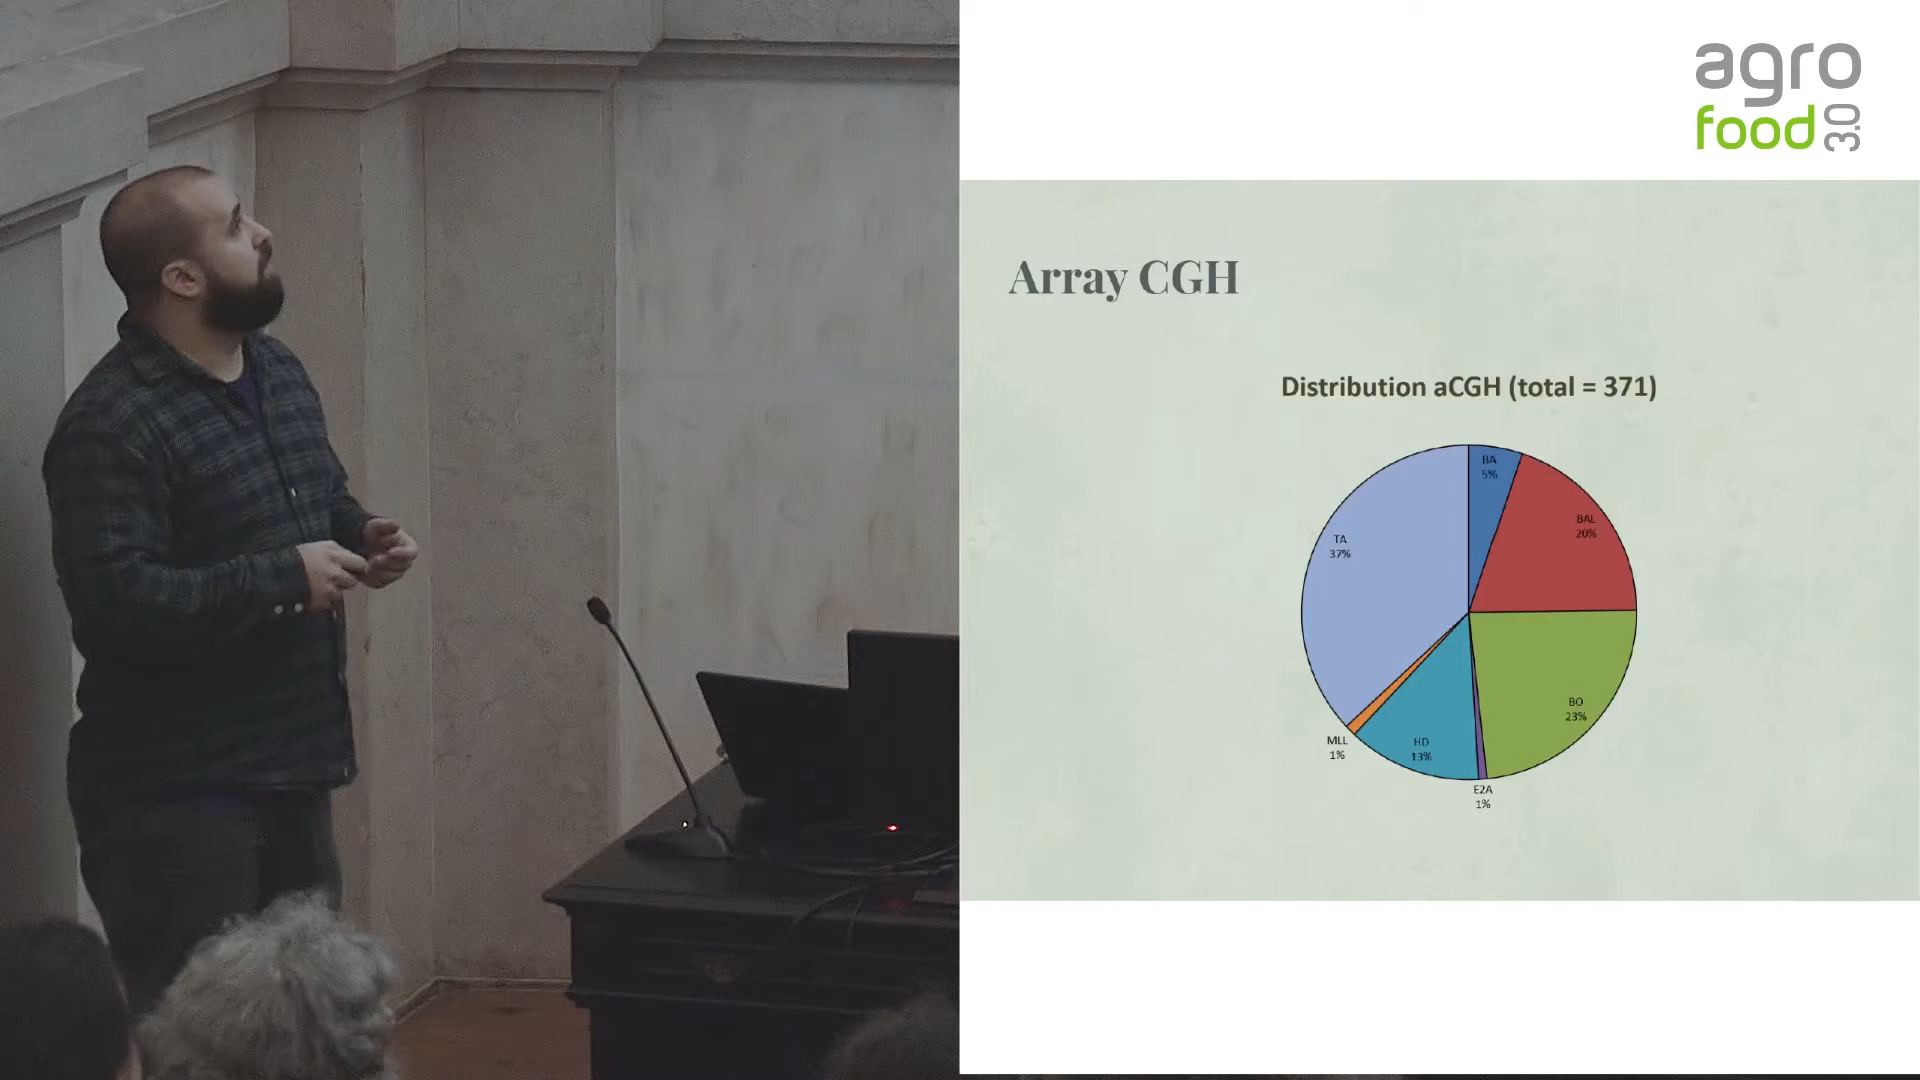 agro
food 3.0
Array CGH
Distribution aCGH (total = 371)
BA
5%
BAL
20%
TA
37%
BO
23%
MLL
1%
HD
13%
E2A
1%